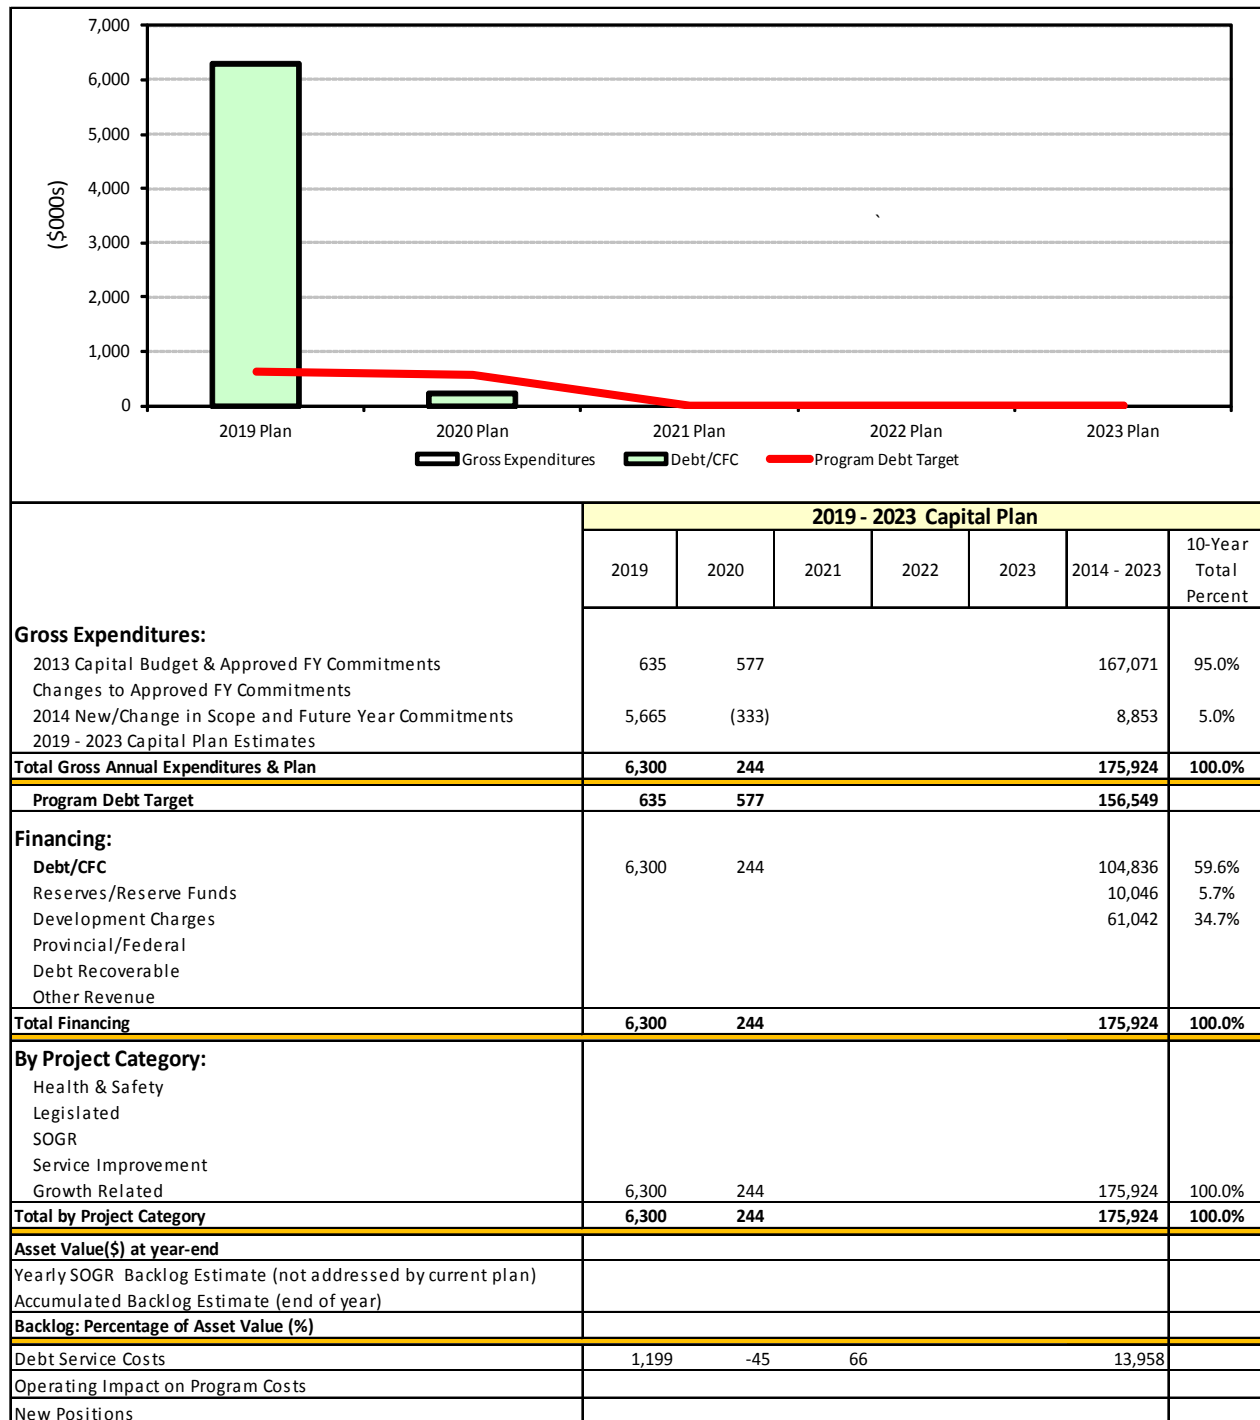 7,000
6,000
5,000
4,000
3,000
2,000
1,000
0
($000s)
`
2019 Plan 2020 Plan 2021 Plan 2022 Plan 2023 Plan
Gross Expenditures Debt/CFC Program Debt Target
2019 - 2023 Capital Plan
2019 2020 2021 2022 2023 2014 - 2023 10-Year Total Percent
Gross Expenditures:
2013 Capital Budget & Approved FY Commitments 635 577 167,071 95.0%
Changes to Approved FY Commitments
2014 New/Change in Scope and Future Year Commitments 5,665 (333) 8,853 5.0%
2019 - 2023 Capital Plan Estimates
Total Gross Annual Expenditures & Plan 6,300 244 175,924 100.0%
Program Debt Target 635 577 156,549
Financing:
Debt/CFC 6,300 244 104,836 59.6%
Reserves/Reserve Funds 10,046 5.7%
Development Charges 61,042 34.7%
Provincial/Federal
Debt Recoverable
Other Revenue
Total Financing 6,300 244 175,924 100.0%
By Project Category:
Health & Safety
Legislated
SOGR
Service Improvement
Growth Related 6,300 244 175,924 100.0%
Total by Project Category 6,300 244 175,924 100.0%
Asset Value($) at year-end
Yearly SOGR Backlog Estimate (not addressed by current plan)
Accumulated Backlog Estimate (end of year)
Backlog: Percentage of Asset Value (%)
Debt Service Costs 1,199 -45 66 13,958
Operating Impact on Program Costs
New Positions